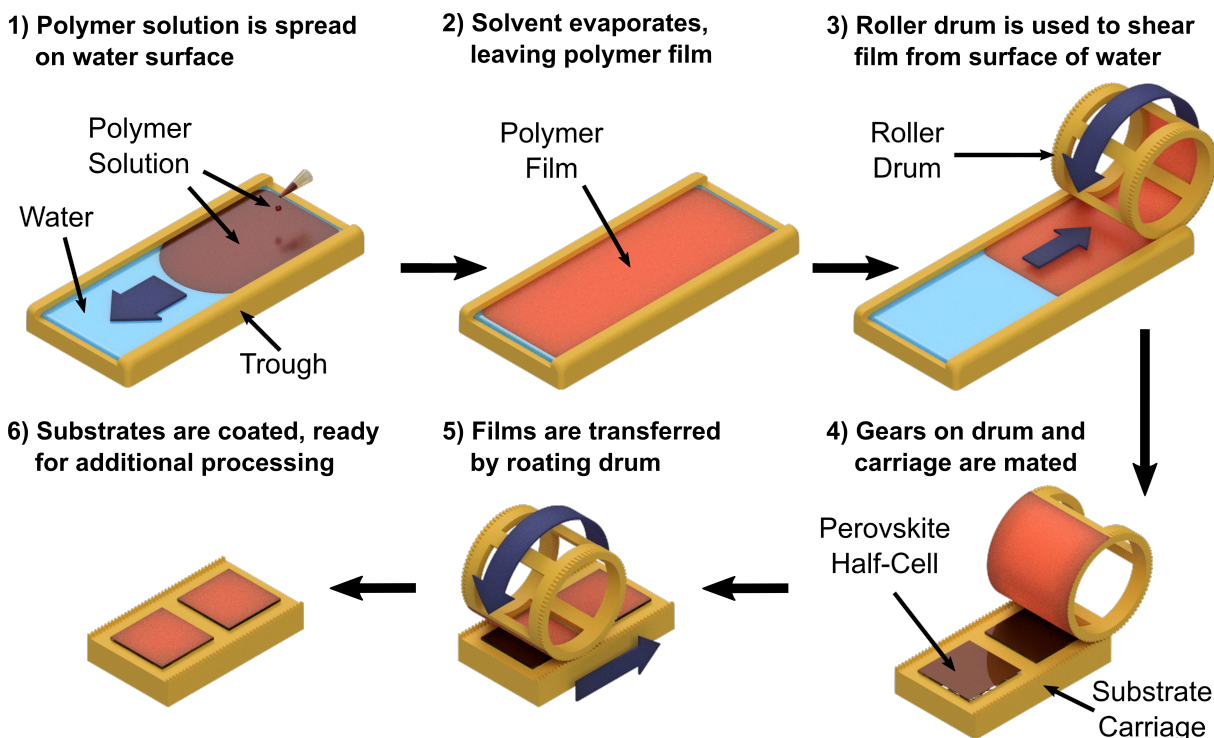 1) Polymer solution is spread
on water surface
Polymer
Solution
Water
Trough
2) Solvent evaporates,
leaving polymer film
Polymer
Film
3) Roller drum is used to shear
film from surface of water
Roller
Drum
4) Gears on drum and
carriage are mated
Perovskite
Half-Cell
Substrate
Carriage
5) Films are transferred
by roating drum
6) Substrates are coated, ready
for additional processing